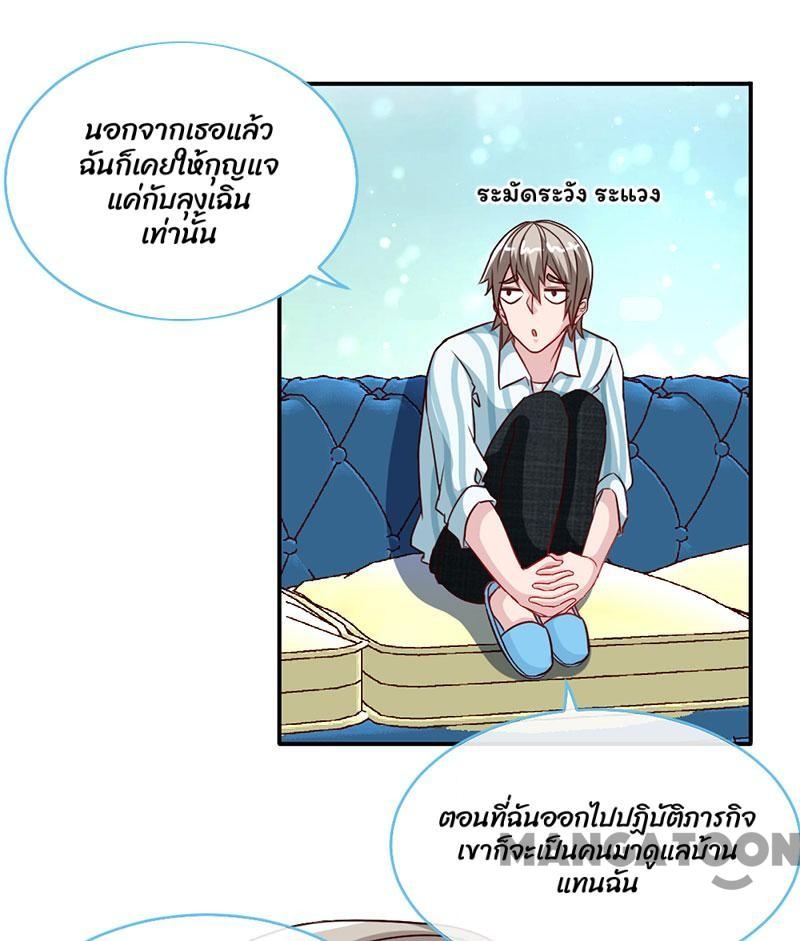 นอกจากเธอแล้ว
ฉันก็เคยให้กุญแจ
แค่กับลุงเฉิน
เท่านั้น
ระมัดระวัง ระแวง
ตอนที่ฉันออกไปปฏิบัติภารกิจ
เขาก็จะเป็นคนมาดูแลบ้าน
แทนฉัน
MANGATOON